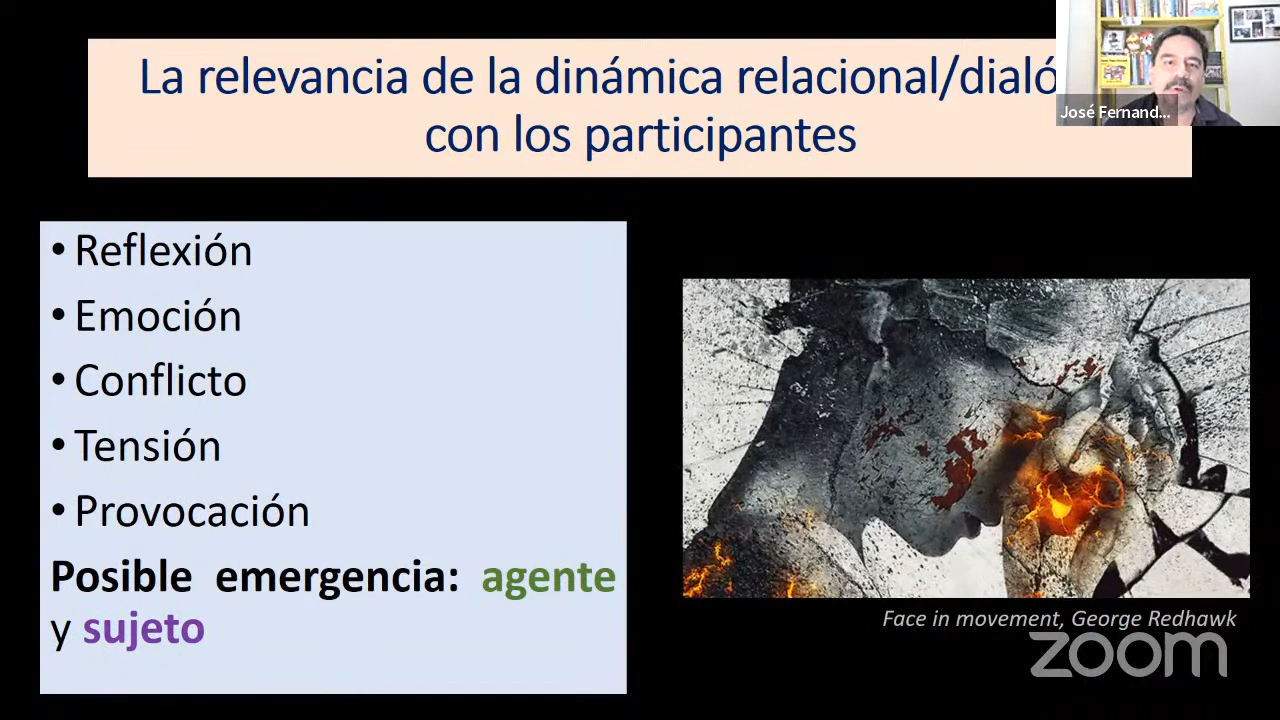 La relevancia de la dinámica relacional/dialó
con los participantes
José Fernand...
• Reflexión
• Emoción
• Conflicto
• Tensión
• Provocación
Posible emergencia: agente
y sujeto
Face in movement, George Redhawk
zoom